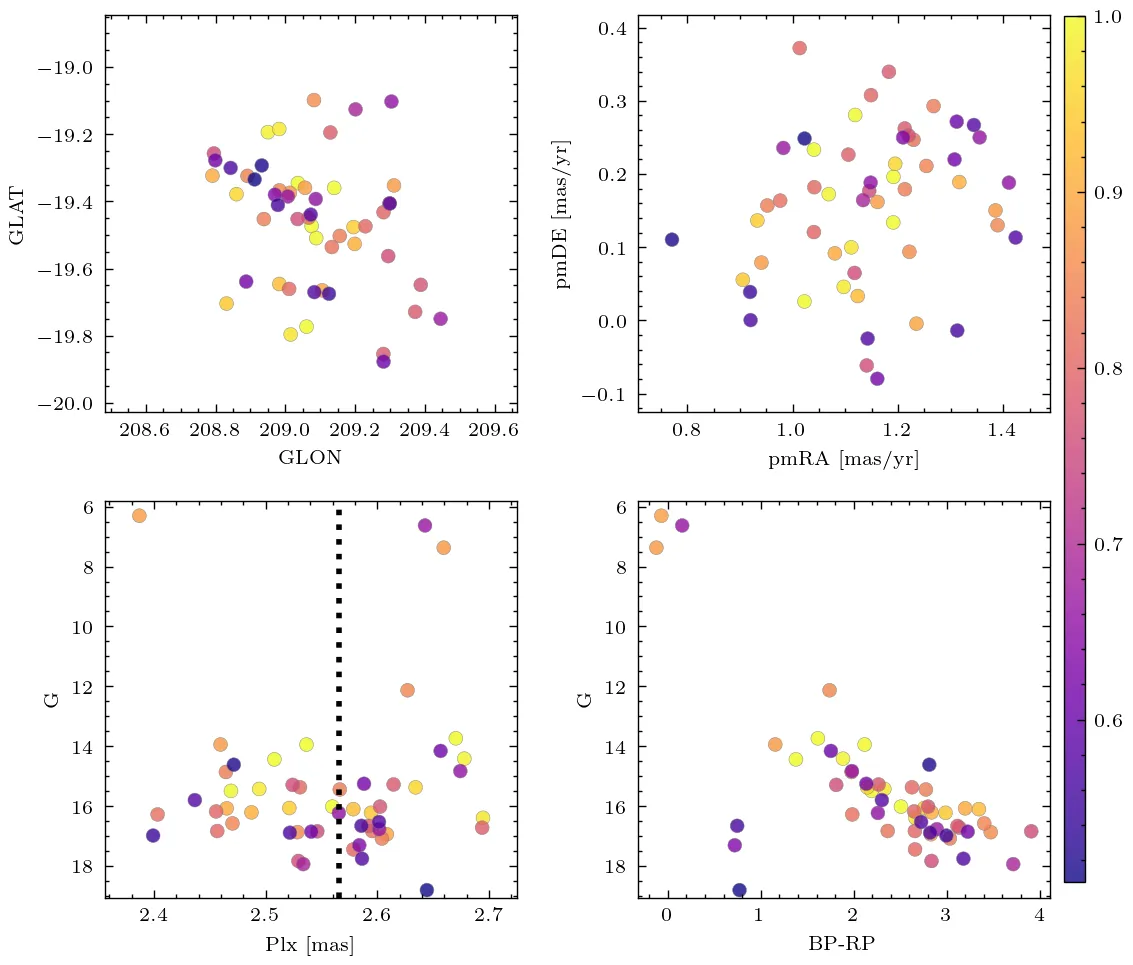 −19.0
−19.2
−19.4
−19.6
−19.8
−20.0
GLAT
208.6 208.8 209.0 209.2 209.4 209.6
GLON
0.4
0.3
0.2
0.1
0.0
−0.1
pmDE [mas/yr]
0.8 1.0 1.2 1.4
pmRA [mas/yr]
1.0
0.9
0.8
0.7
0.6
6
8
10
12
14
16
18
G
2.4 2.5 2.6 2.7
Plx [mas]
6
8
10
12
14
16
18
G
0 1 2 3 4
BP-RP